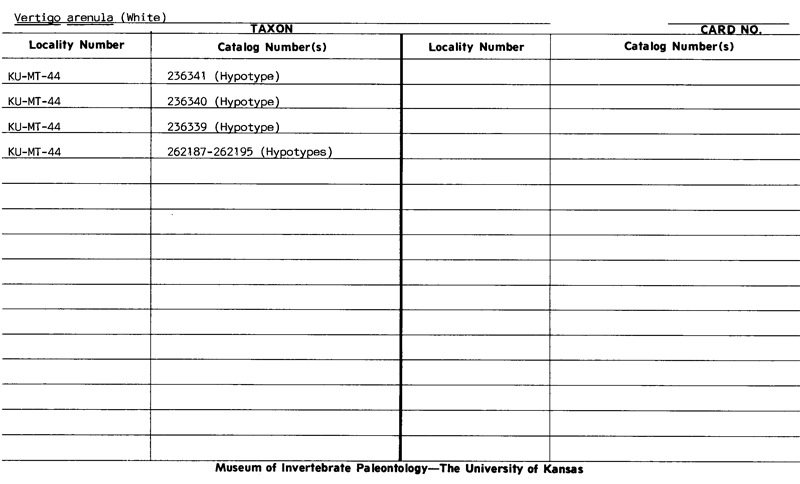 Vertigo arenula (White)
TAXON CARD NO.
Locality Number Catalog Number(s) Locality Number Catalog Number(s)
KU-MT-44 236341 (Hypotype)
KU-MT-44 236340 (Hypotype)
KU-MT-44 236339 (Hypotype)
KU-MT-44 262187-262195 (Hypotypes)
Museum of Invertebrate Paleontology—The University of Kansas